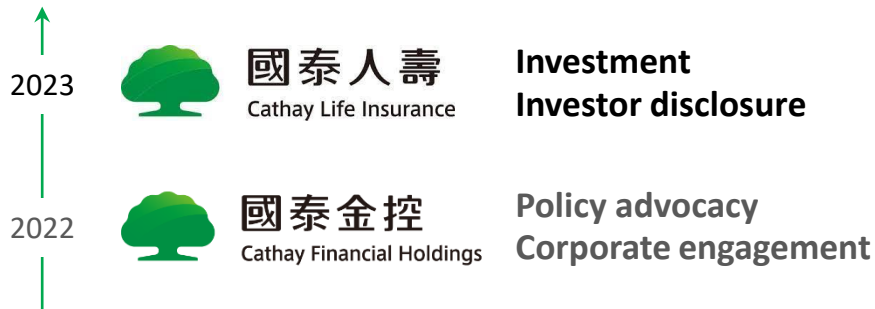 2023
國泰人壽
Cathay Life Insurance
Investment
Investor disclosure
2022
國泰金控
Cathay Financial Holdings
Policy advocacy
Corporate engagement